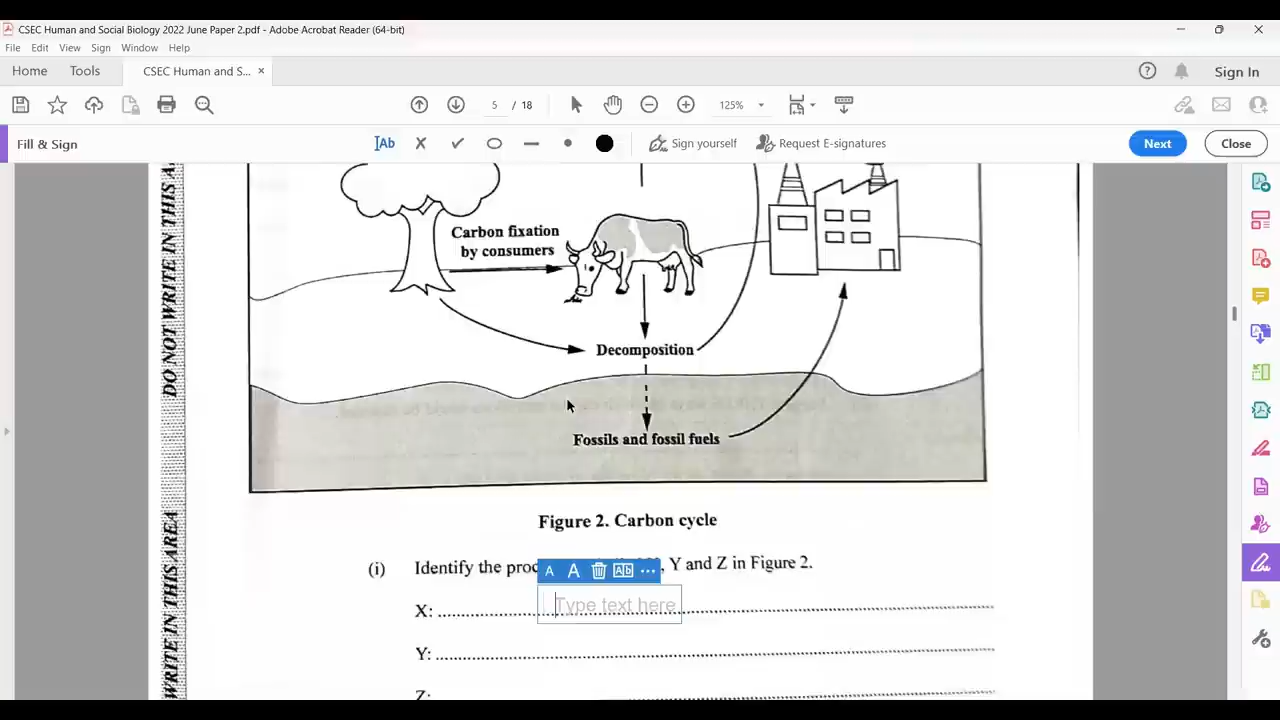 CSEC Human and Social Biology 2022 June Paper 2.pdf - Adobe Acrobat Reader (64-bit)
File Edit View Sign Window Help
Home Tools CSEC Human and S... ×
Sign In
5 / 18
125%
Fill & Sign
Ab
Sign yourself
Request E-signatures
Next
Close
DO NOT WRITE IN THIS
WRITE IN THIS AREA
Carbon fixation
by consumers
Decomposition
Fossils and fossil fuels
Figure 2. Carbon cycle
(i) Identify the Y and Z in Figure 2.
A A Ab ...
X: Type text here
Y:
Z: